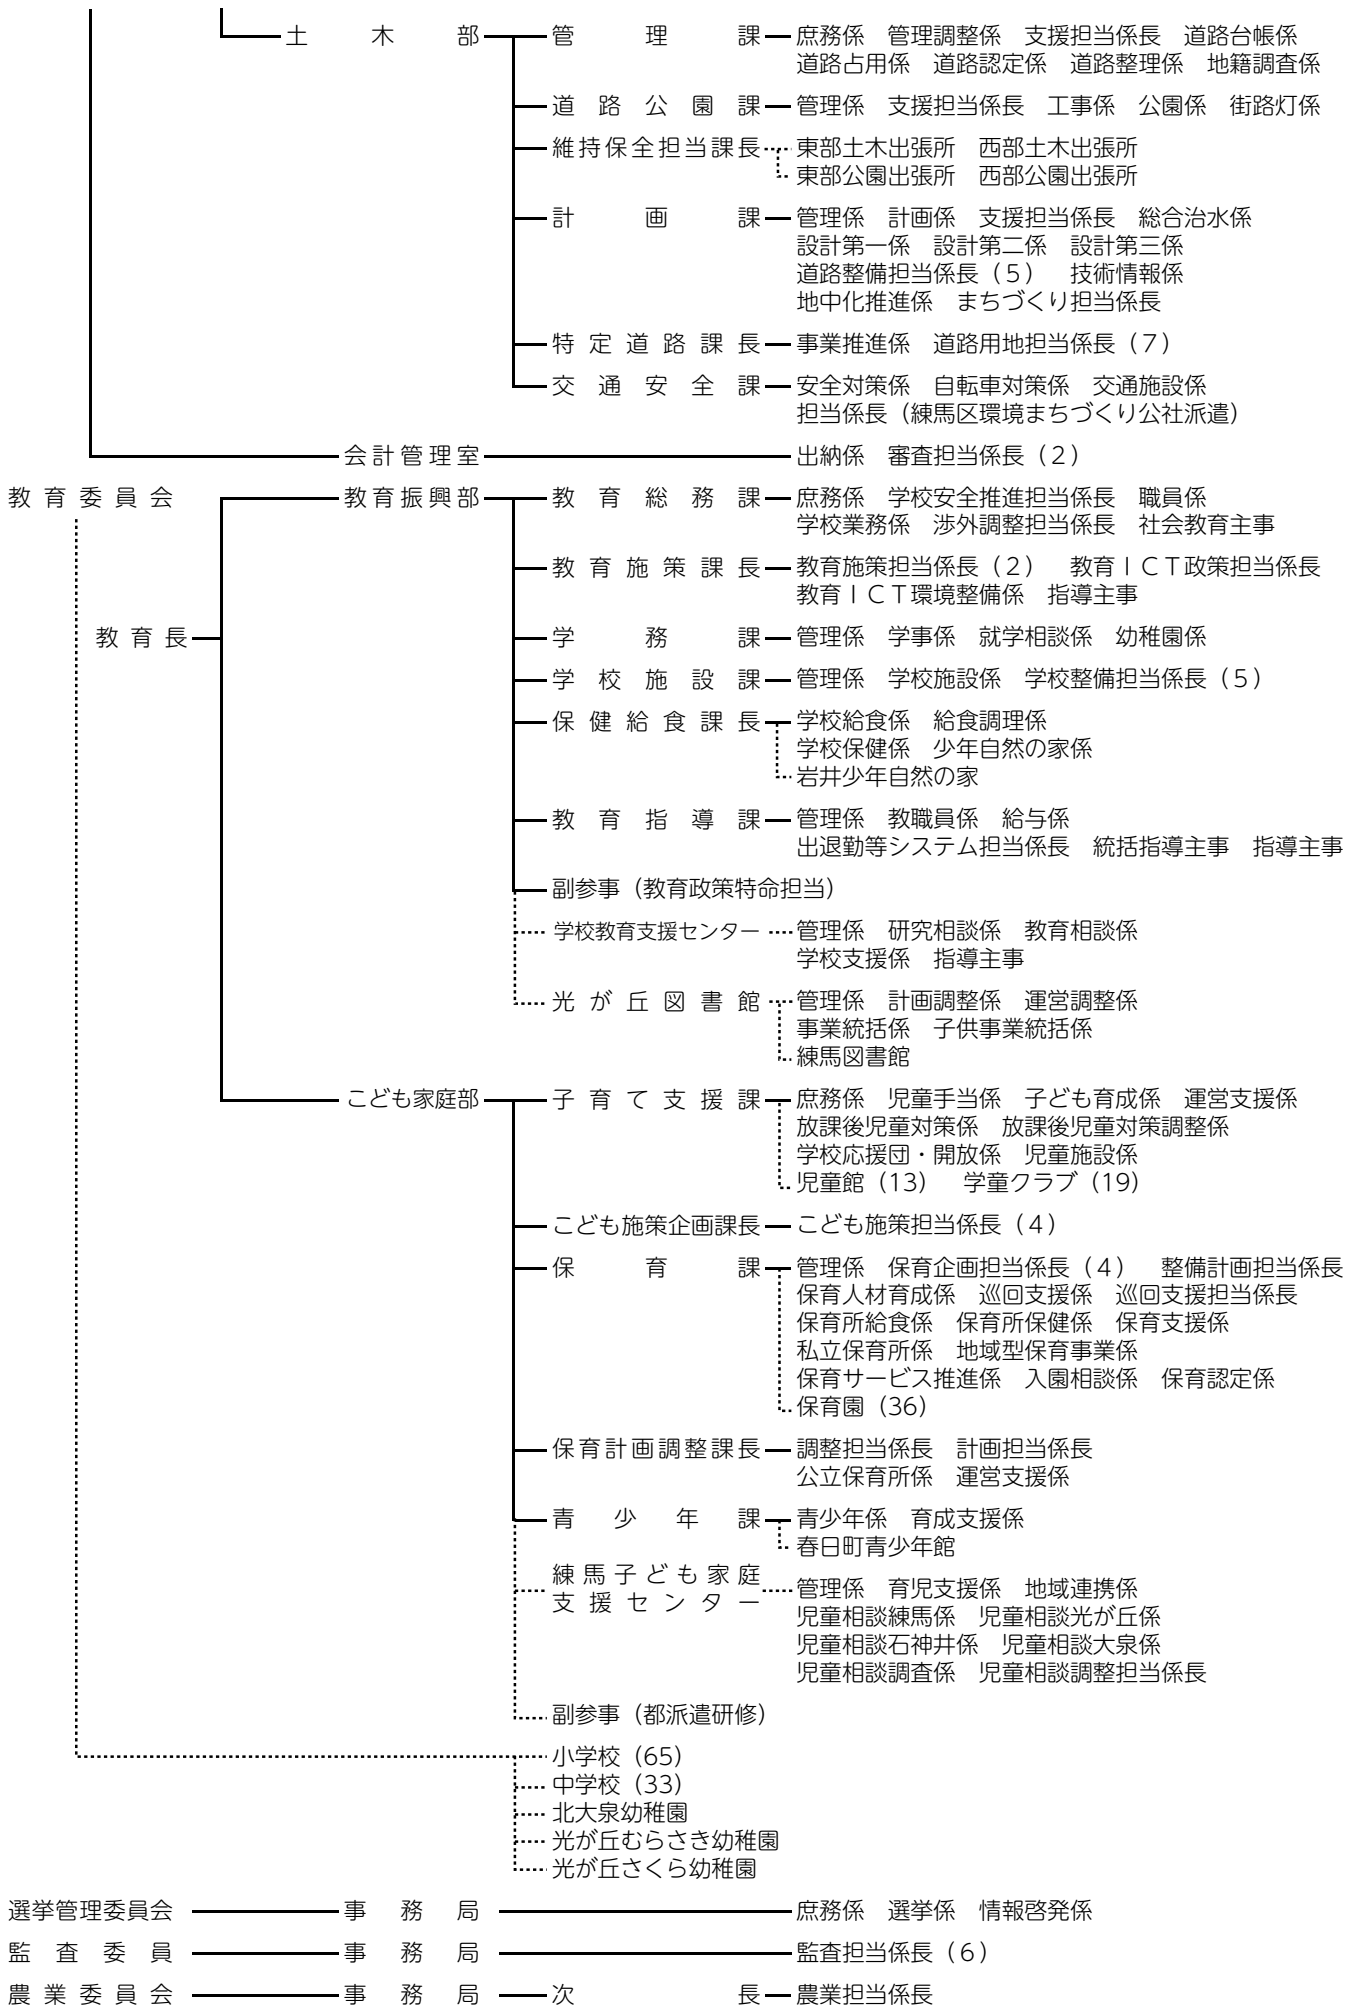 土木部 管理課 庶務係 管理調整係 支援担当係長 道路台帳係
道路占用係 道路認定係 道路整理係 地籍調査係
道路公園課 管理係 支援担当係長 工事係 公園係 街路灯係
維持保全担当課長 東部土木出張所 西部土木出張所
東部公園出張所 西部公園出張所
計画課 管理係 計画係 支援担当係長 総合治水係
設計第一係 設計第二係 設計第三係
道路整備担当係長（5） 技術情報係
地中化推進係 まちづくり担当係長
特定道路課長 事業推進係 道路用地担当係長（7）
交通安全課 安全対策係 自転車対策係 交通施設係
担当係長（練馬区環境まちづくり公社派遣）
会計管理室 出納係 審査担当係長（2）
教育委員会 教育振興部 教育総務課 庶務係 学校安全推進担当係長 職員係
学校業務係 渉外調整担当係長 社会教育主事
教育施策課長 教育施策担当係長（2） 教育ＩＣＴ政策担当係長
教育ＩＣＴ環境整備係 指導主事
教育長 学務課 管理係 学事係 就学相談係 幼稚園係
学校施設課 管理係 学校施設係 学校整備担当係長（5）
保健給食課長 学校給食係 給食調理係
学校保健係 少年自然の家係
岩井少年自然の家
教育指導課 管理係 教職員係 給与係
出退勤等システム担当係長 統括指導主事 指導主事
副参事（教育政策特命担当）
学校教育支援センター 管理係 研究相談係 教育相談係
学校支援係 指導主事
光が丘図書館 管理係 計画調整係 運営調整係
事業統括係 子供事業統括係
練馬図書館
こども家庭部 子育て支援課 庶務係 児童手当係 子ども育成係 運営支援係
放課後児童対策係 放課後児童対策調整係
学校応援団・開放係 児童施設係
児童館（13） 学童クラブ（19）
こども施策企画課長 こども施策担当係長（4）
保育課 管理係 保育企画担当係長（4） 整備計画担当係長
保育人材育成係 巡回支援係 巡回支援担当係長
保育所給食係 保育所保健係 保育支援係
私立保育所係 地域型保育事業係
保育サービス推進係 入園相談係 保育認定係
保育園（36）
保育計画調整課長 調整担当係長 計画担当係長
公立保育所係 運営支援係
青少年課 青少年係 育成支援係
春日町青少年館
練馬子ども家庭
支援センター 管理係 育児支援係 地域連携係
児童相談練馬係 児童相談光が丘係
児童相談石神井係 児童相談大泉係
児童相談調査係 児童相談調整担当係長
副参事（都派遣研修）
小学校（65）
中学校（33）
北大泉幼稚園
光が丘むらさき幼稚園
光が丘さくら幼稚園
選挙管理委員会 事務局 庶務係 選挙係 情報啓発係
監査委員 事務局 監査担当係長（6）
農業委員会 事務局 次長 農業担当係長